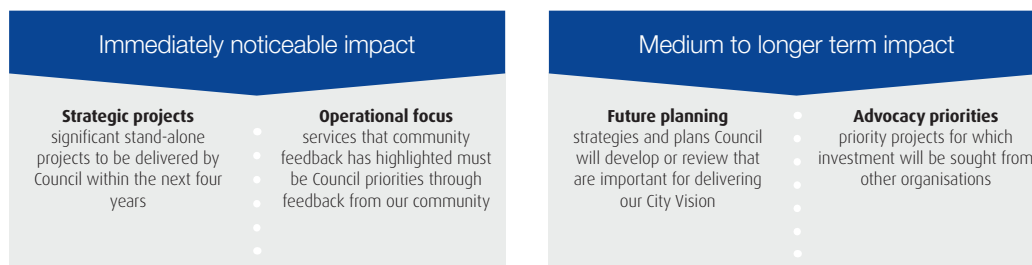 Immediately noticeable impact
Strategic projects
significant stand-alone
projects to be delivered by
Council within the next four
years
Operational focus
services that community
feedback has highlighted must
be Council priorities through
feedback from our community
Medium to longer term impact
Future planning
strategies and plans Council
will develop or review that
are important for delivering
our City Vision
Advocacy priorities
priority projects for which
investment will be sought from
other organisations